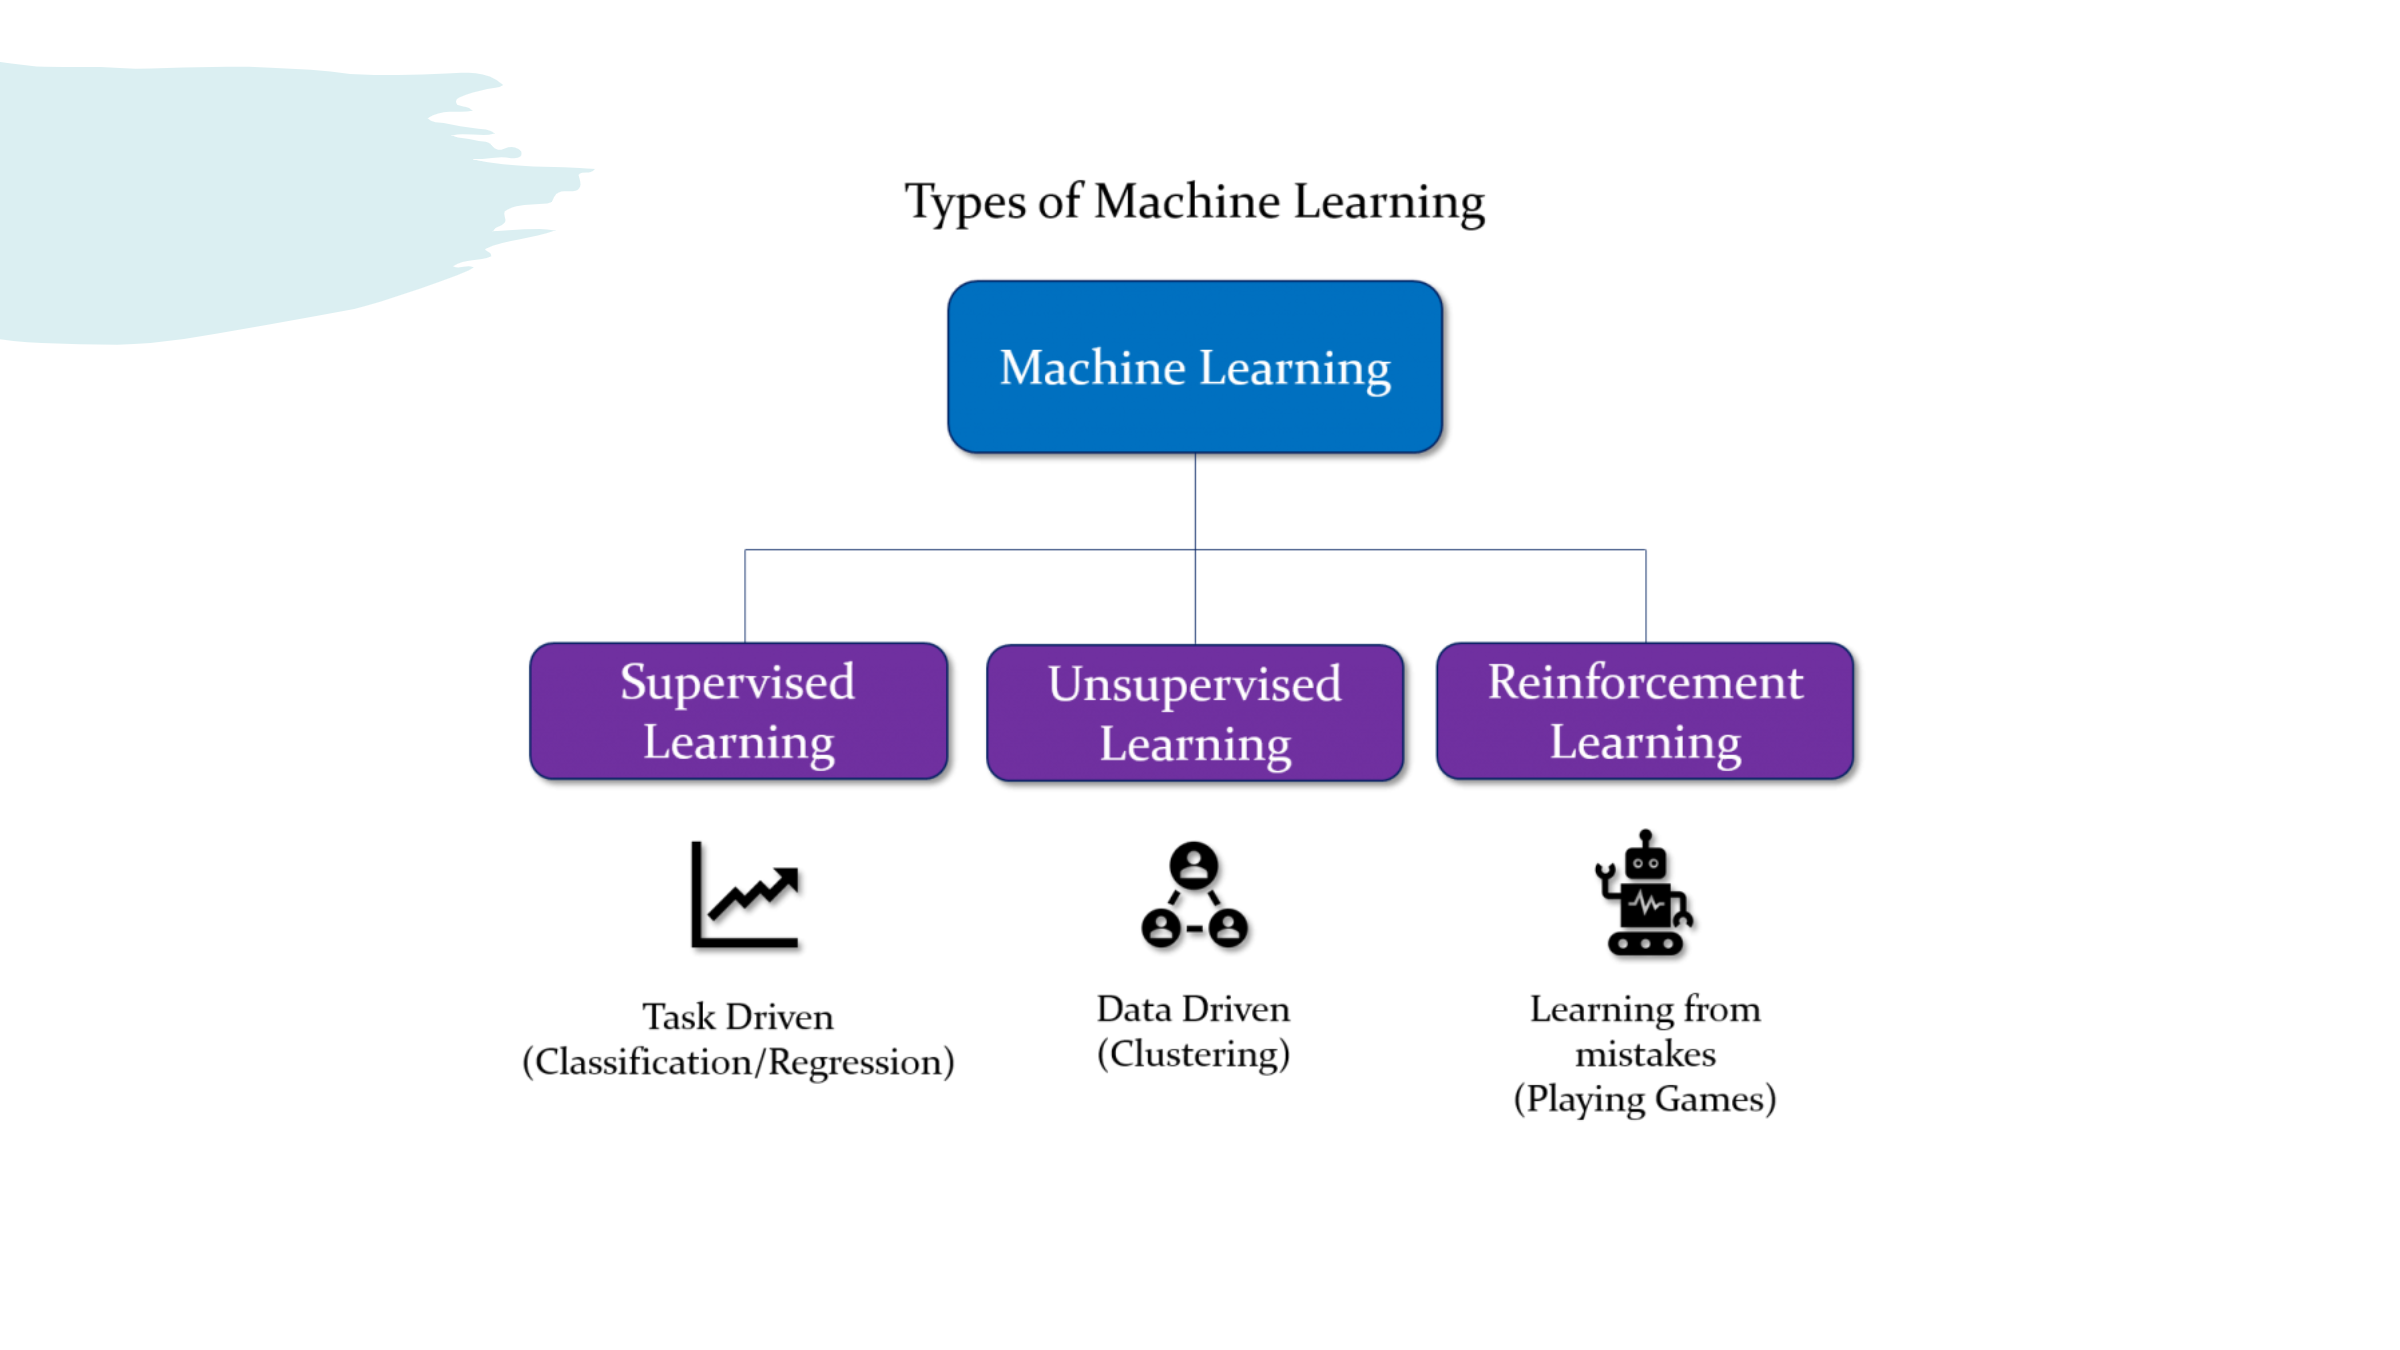 Types of Machine Learning
Machine Learning
Supervised
Learning
Unsupervised
Learning
Reinforcement
Learning
Task Driven
(Classification/Regression)
Data Driven
(Clustering)
Learning from
mistakes
(Playing Games)